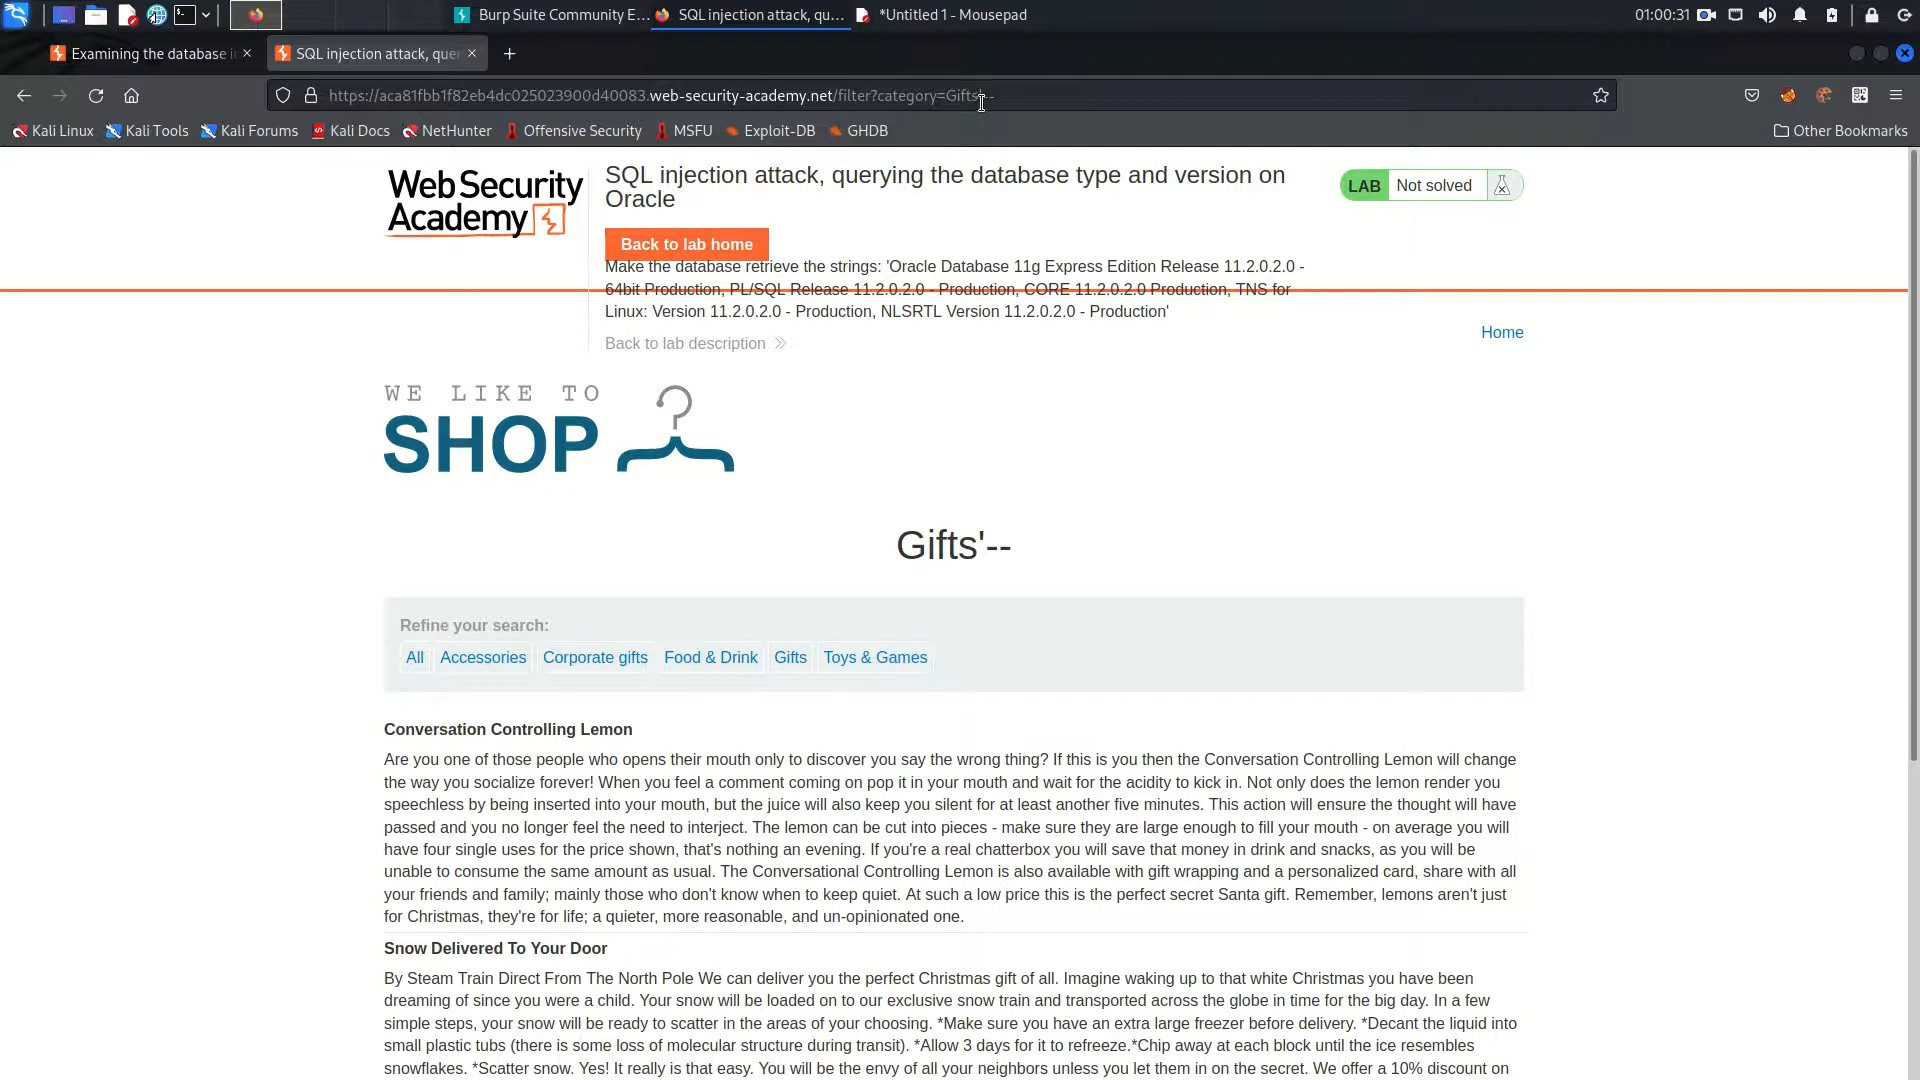 Burp Suite Community E...
SQL injection attack, qu...
*Untitled 1 - Mousepad
01:00:31
Examining the database i
SQL injection attack, que
https://aca81fbb1f82eb4dc025023900d40083.web-security-academy.net/filter?category=Gifts'--
Kali Linux
Kali Tools
Kali Forums
Kali Docs
NetHunter
Offensive Security
MSFU
Exploit-DB
GHDB
Other Bookmarks
WebSecurity
Academy
SQL injection attack, querying the database type and version on
Oracle
LAB
Not solved
Back to lab home
Make the database retrieve the strings: 'Oracle Database 11g Express Edition Release 11.2.0.2.0 -
64bit Production, PL/SQL Release 11.2.0.2.0 - Production, CORE 11.2.0.2.0 Production, TNS for
Linux: Version 11.2.0.2.0 - Production, NLSRTL Version 11.2.0.2.0 - Production'
Back to lab description
Home
WE LIKE TO
SHOP
Gifts'--
Refine your search:
All
Accessories
Corporate gifts
Food & Drink
Gifts
Toys & Games
Conversation Controlling Lemon
Are you one of those people who opens their mouth only to discover you say the wrong thing? If this is you then the Conversation Controlling Lemon will change
the way you socialize forever! When you feel a comment coming on pop it in your mouth and wait for the acidity to kick in. Not only does the lemon render you
speechless by being inserted into your mouth, but the juice will also keep you silent for at least another five minutes. This action will ensure the thought will have
passed and you no longer feel the need to interject. The lemon can be cut into pieces - make sure they are large enough to fill your mouth - on average you will
have four single uses for the price shown, that's nothing an evening. If you're a real chatterbox you will save that money in drink and snacks, as you will be
unable to consume the same amount as usual. The Conversational Controlling Lemon is also available with gift wrapping and a personalized card, share with all
your friends and family; mainly those who don't know when to keep quiet. At such a low price this is the perfect secret Santa gift. Remember, lemons aren't just
for Christmas, they're for life; a quieter, more reasonable, and un-opinionated one.
Snow Delivered To Your Door
By Steam Train Direct From The North Pole We can deliver you the perfect Christmas gift of all. Imagine waking up to that white Christmas you have been
dreaming of since you were a child. Your snow will be loaded on to our exclusive snow train and transported across the globe in time for the big day. In a few
simple steps, your snow will be ready to scatter in the areas of your choosing. *Make sure you have an extra large freezer before delivery. *Decant the liquid into
small plastic tubs (there is some loss of molecular structure during transit). *Allow 3 days for it to refreeze.*Chip away at each block until the ice resembles
snowflakes. *Scatter snow. Yes! It really is that easy. You will be the envy of all your neighbors unless you let them in on the secret. We offer a 10% discount on